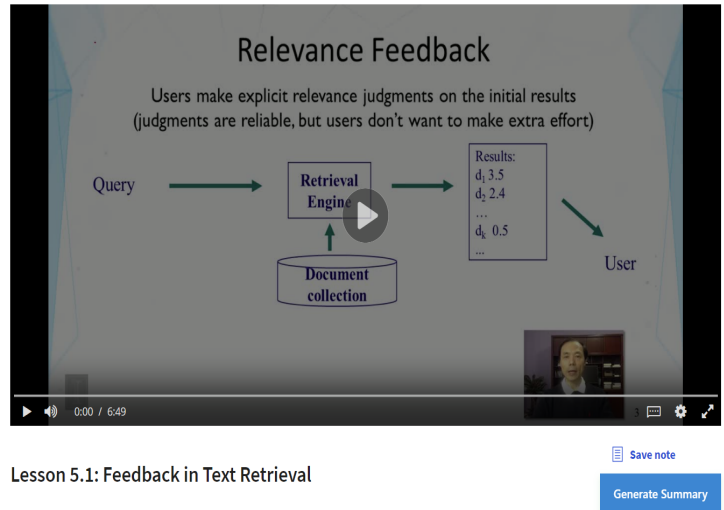 Relevance Feedback
Users make explicit relevance judgments on the initial results
(judgments are reliable, but users don't want to make extra effort)
Query
Retrieval
Engine
Results:
d1 3.5
d2 2.4
...
dk 0.5
...
User
Document
collection
3
0:00 / 6:49
Save note
Lesson 5.1: Feedback in Text Retrieval
Generate Summary